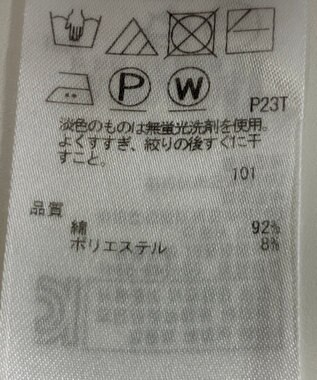 P
W
P23T
淡色のものは無蛍光洗剤を使用。
よくすすぎ、絞りの後すぐに干
すこと。
101
品質
綿 92%
ポリエステル 8%